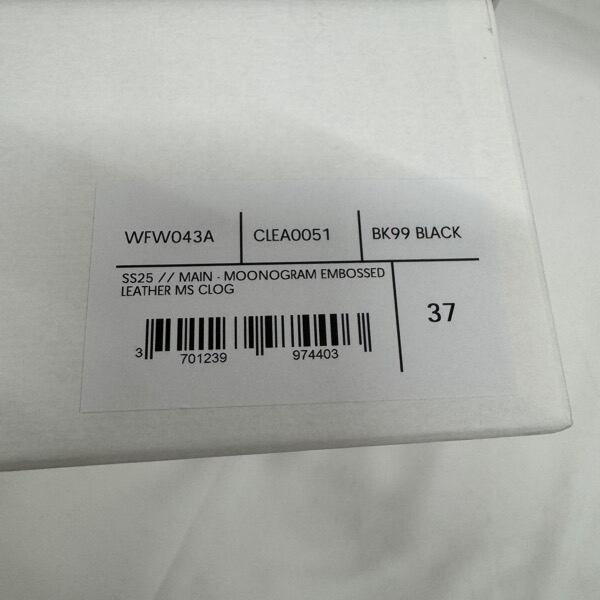 WFW043A CLEA0051 BK99 BLACK
SS25 // MAIN - MOONOGRAM EMBOSSED
LEATHER MS CLOG
37
3 701239 974403